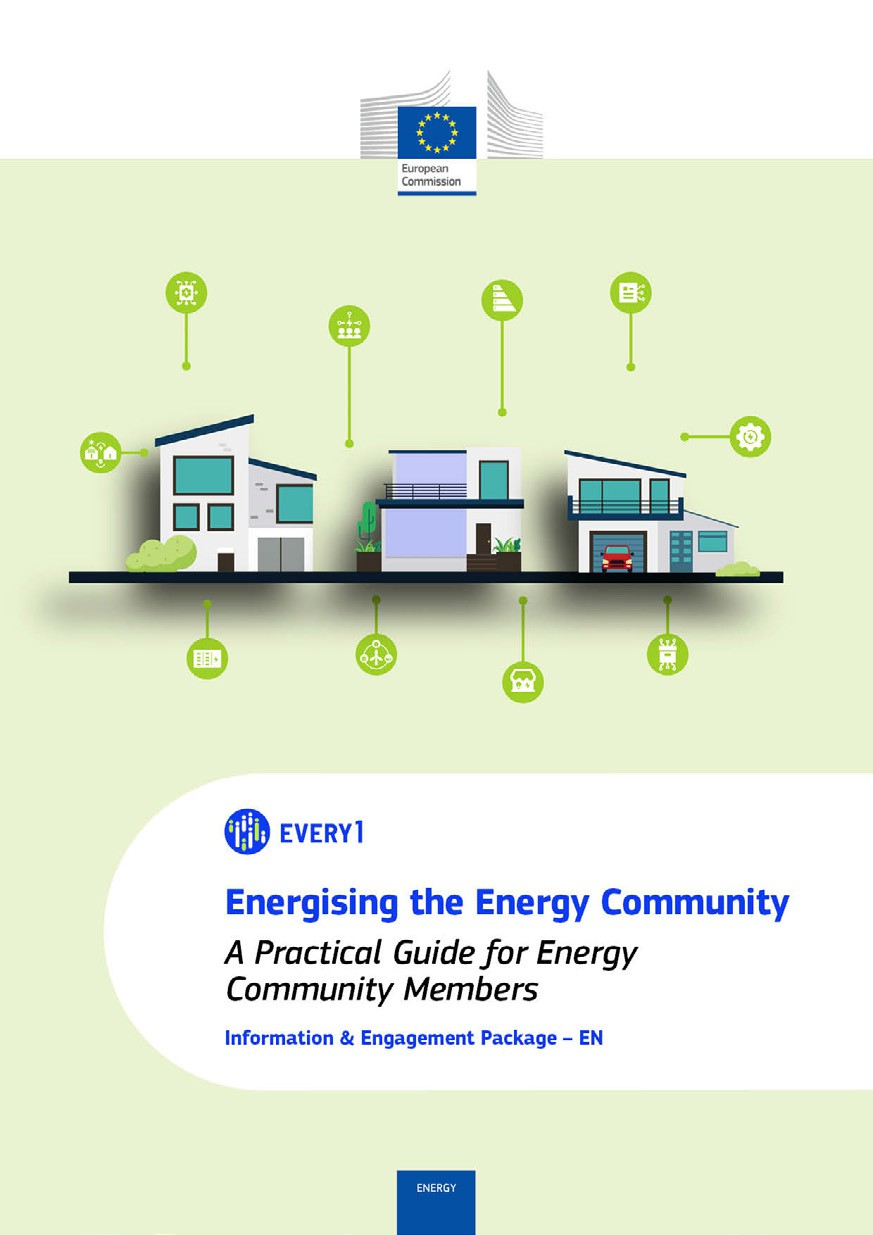 European
Commission
EVERY1
Energising the Energy Community
A Practical Guide for Energy
Community Members
Information & Engagement Package – EN
ENERGY